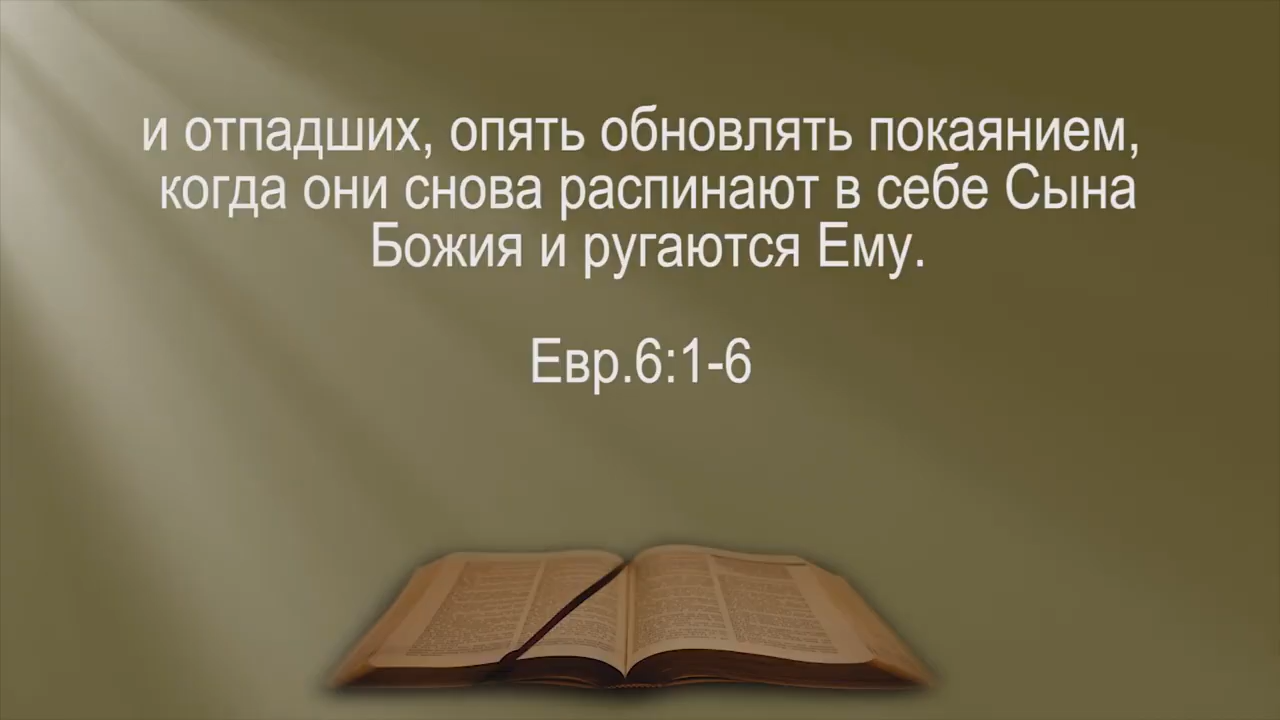 и отпадших, опять обновлять покаянием,
когда они снова распинают в себе Сына
Божия и ругаются Ему.
Евр.6:1-6